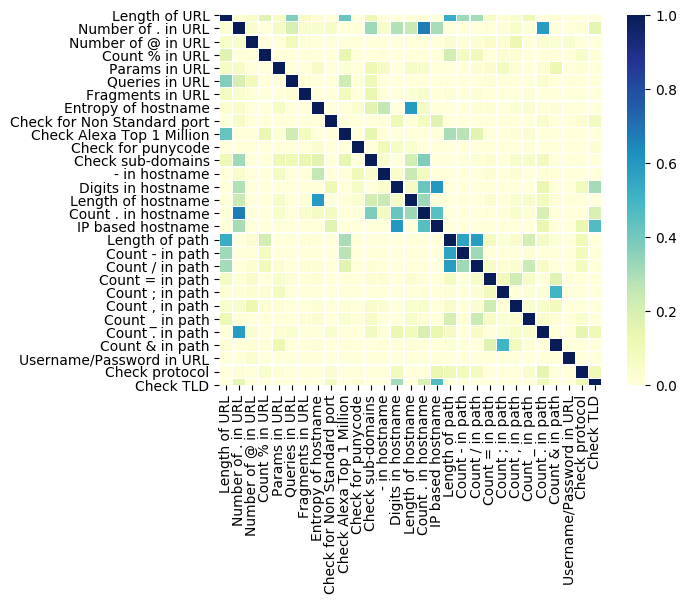 Length of URL
Number of . in URL
Number of @ in URL
Count % in URL
Params in URL
Queries in URL
Fragments in URL
Entropy of hostname
Check for Non Standard port
Check Alexa Top 1 Million
Check for punycode
Check sub-domains
- in hostname
Digits in hostname
Length of hostname
Count . in hostname
IP based hostname
Length of path
Count - in path
Count / in path
Count = in path
Count ; in path
Count , in path
Count _ in path
Count . in path
Count & in path
Username/Password in URL
Check protocol
Check TLD
Length of URL
Number of . in URL
Number of @ in URL
Count % in URL
Params in URL
Queries in URL
Fragments in URL
Entropy of hostname
Check for Non Standard port
Check Alexa Top 1 Million
Check for punycode
Check sub-domains
- in hostname
Digits in hostname
Length of hostname
Count . in hostname
IP based hostname
Length of path
Count - in path
Count / in path
Count = in path
Count ; in path
Count , in path
Count _ in path
Count . in path
Count & in path
Username/Password in URL
Check protocol
Check TLD
1.0
0.8
0.6
0.4
0.2
0.0